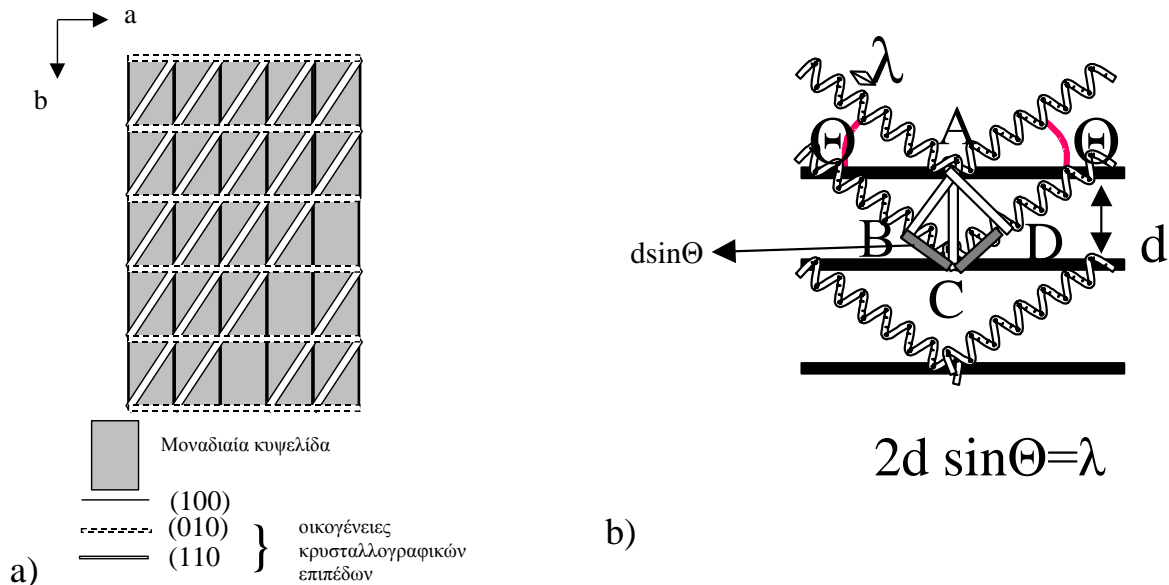 a
b
Μοναδιαία κυψελίδα
(100)
(010)
(110
}
οικογένειες
κρυσταλλογραφικών
επιπέδων
a)
λ
Θ
A
Θ
B
D
d
dsinΘ
C
2d sinΘ=λ
b)